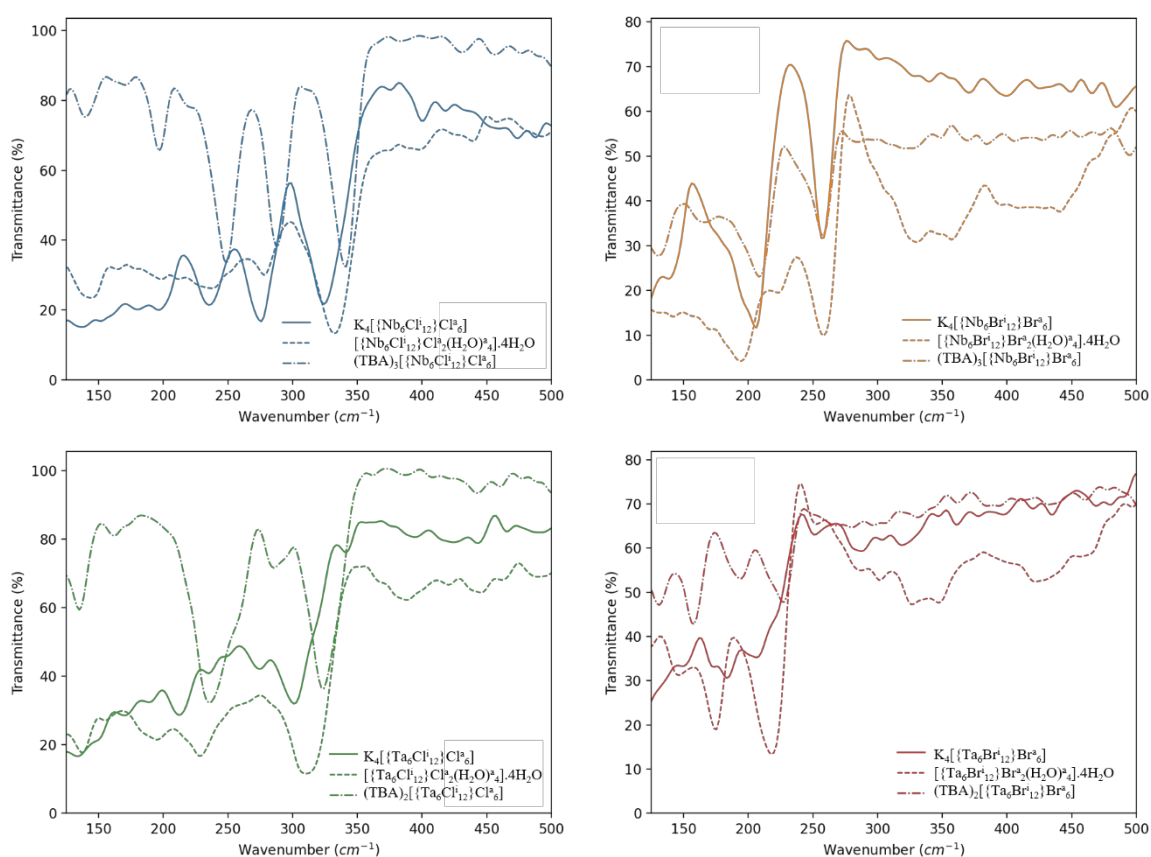 100
80
60
40
20
0
Transmittance (%)
150 200 250 300 350 400 450 500
Wavenumber (cm⁻¹)
K₄[{Nb₆Clⁱ₁₂}Clᵃ₆]
[{Nb₆Clⁱ₁₂}Clᵃ₂(H₂O)ᵃ₄].4H₂O
(TBA)₃[{Nb₆Clⁱ₁₂}Clᵃ₆]
80
70
60
50
40
30
20
10
0
Transmittance (%)
150 200 250 300 350 400 450 500
Wavenumber (cm⁻¹)
K₄[{Nb₆Brⁱ₁₂}Brᵃ₆]
[{Nb₆Brⁱ₁₂}Brᵃ₂(H₂O)ᵃ₄].4H₂O
(TBA)₃[{Nb₆Brⁱ₁₂}Brᵃ₆]
100
80
60
40
20
0
Transmittance (%)
150 200 250 300 350 400 450 500
Wavenumber (cm⁻¹)
K₄[{Ta₆Clⁱ₁₂}Clᵃ₆]
[{Ta₆Clⁱ₁₂}Clᵃ₂(H₂O)ᵃ₄].4H₂O
(TBA)₂[{Ta₆Clⁱ₁₂}Clᵃ₆]
80
70
60
50
40
30
20
10
0
Transmittance (%)
150 200 250 300 350 400 450 500
Wavenumber (cm⁻¹)
K₄[{Ta₆Brⁱ₁₂}Brᵃ₆]
[{Ta₆Brⁱ₁₂}Brᵃ₂(H₂O)ᵃ₄].4H₂O
(TBA)₂[{Ta₆Brⁱ₁₂}Brᵃ₆]